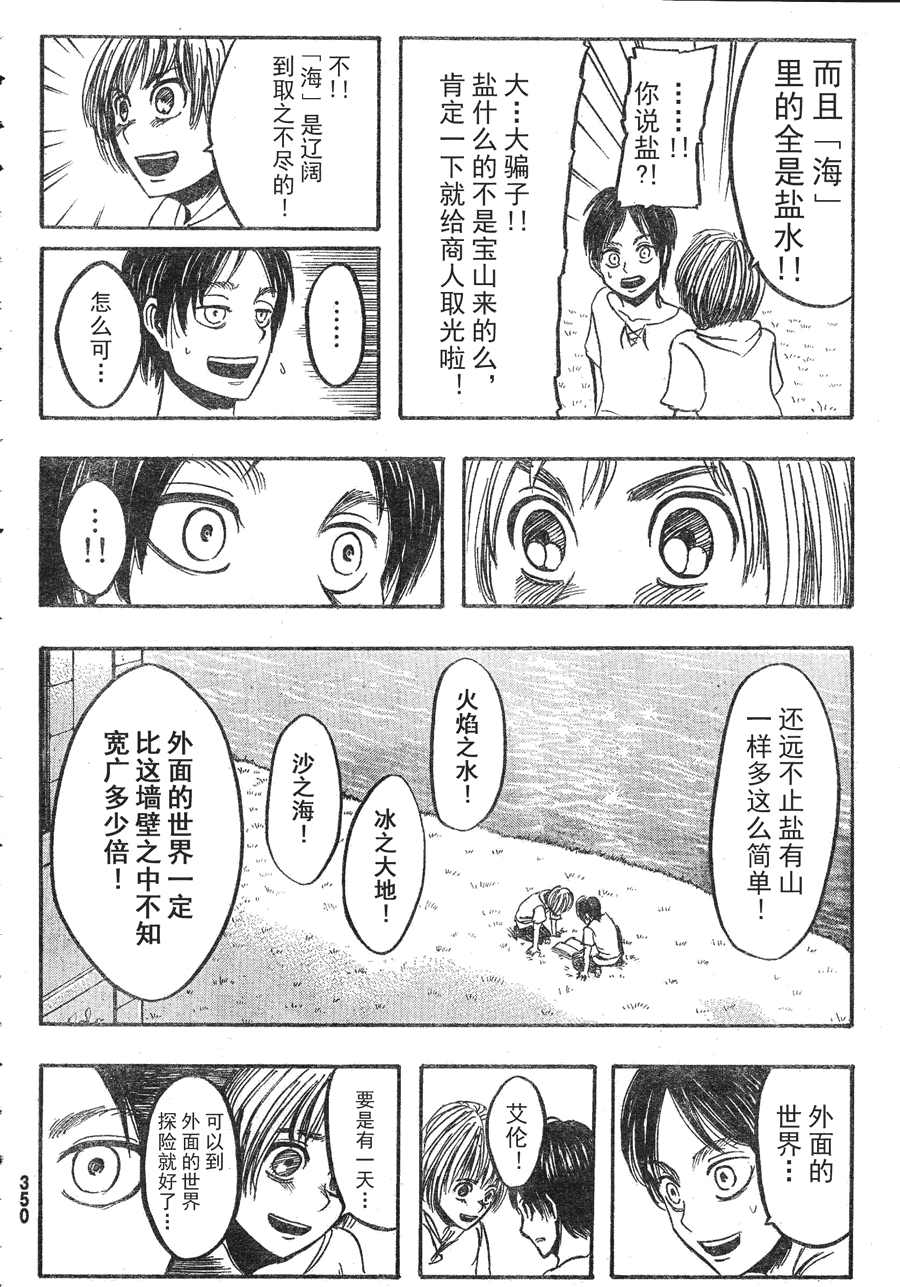 而且「海」
里的全是盐水!!
……!!
你说盐?!
大…大骗子!!
盐什么的不是宝山来的么,
肯定一下就给商人取光啦!
不!!
「海」是辽阔
到取之不尽的!
……
怎么可…
…!!
还远不止盐有山
一样多这么简单!
火焰之水!
冰之大地!
沙之海!
外面的世界一定
比这墙壁之中不知
宽广多少倍!
外面的
世界…
艾伦!
要是有一天…
可以到
外面的世界
探险就好了…
350